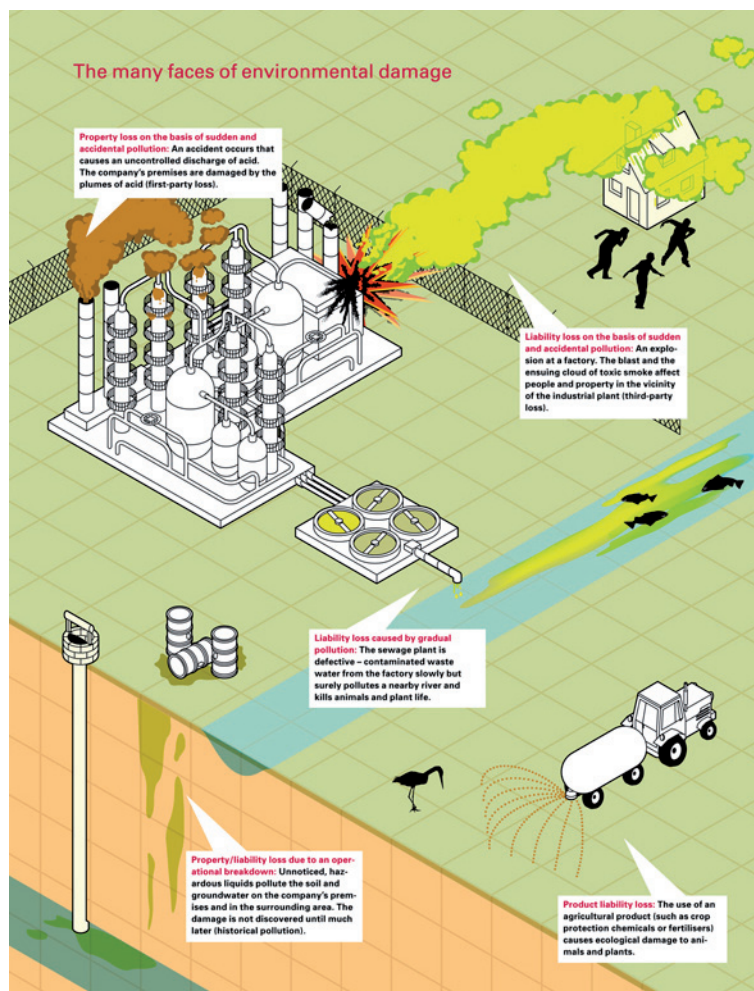 The many faces of environmental damage
Property loss on the basis of sudden and
accidental pollution: An accident occurs that
causes an uncontrolled discharge of acid.
The company's premises are damaged by the
plumes of acid (first-party loss).
Liability loss on the basis of sudden
and accidental pollution: An explo-
sion at a factory. The blast and the
ensuing cloud of toxic smoke affect
people and property in the vicinity
of the industrial plant (third-party
loss).
Liability loss caused by gradual
pollution: The sewage plant is
defective – contaminated waste
water from the factory slowly but
surely pollutes a nearby river and
kills animals and plant life.
Property/liability loss due to an oper-
ational breakdown: Unnoticed, haz-
ardous liquids pollute the soil and
groundwater on the company's prem-
ises and in the surrounding area. The
damage is not discovered until much
later (historical pollution).
Product liability loss: The use of an
agricultural product (such as crop
protection chemicals or fertilisers)
causes ecological damage to ani-
mals and plants.